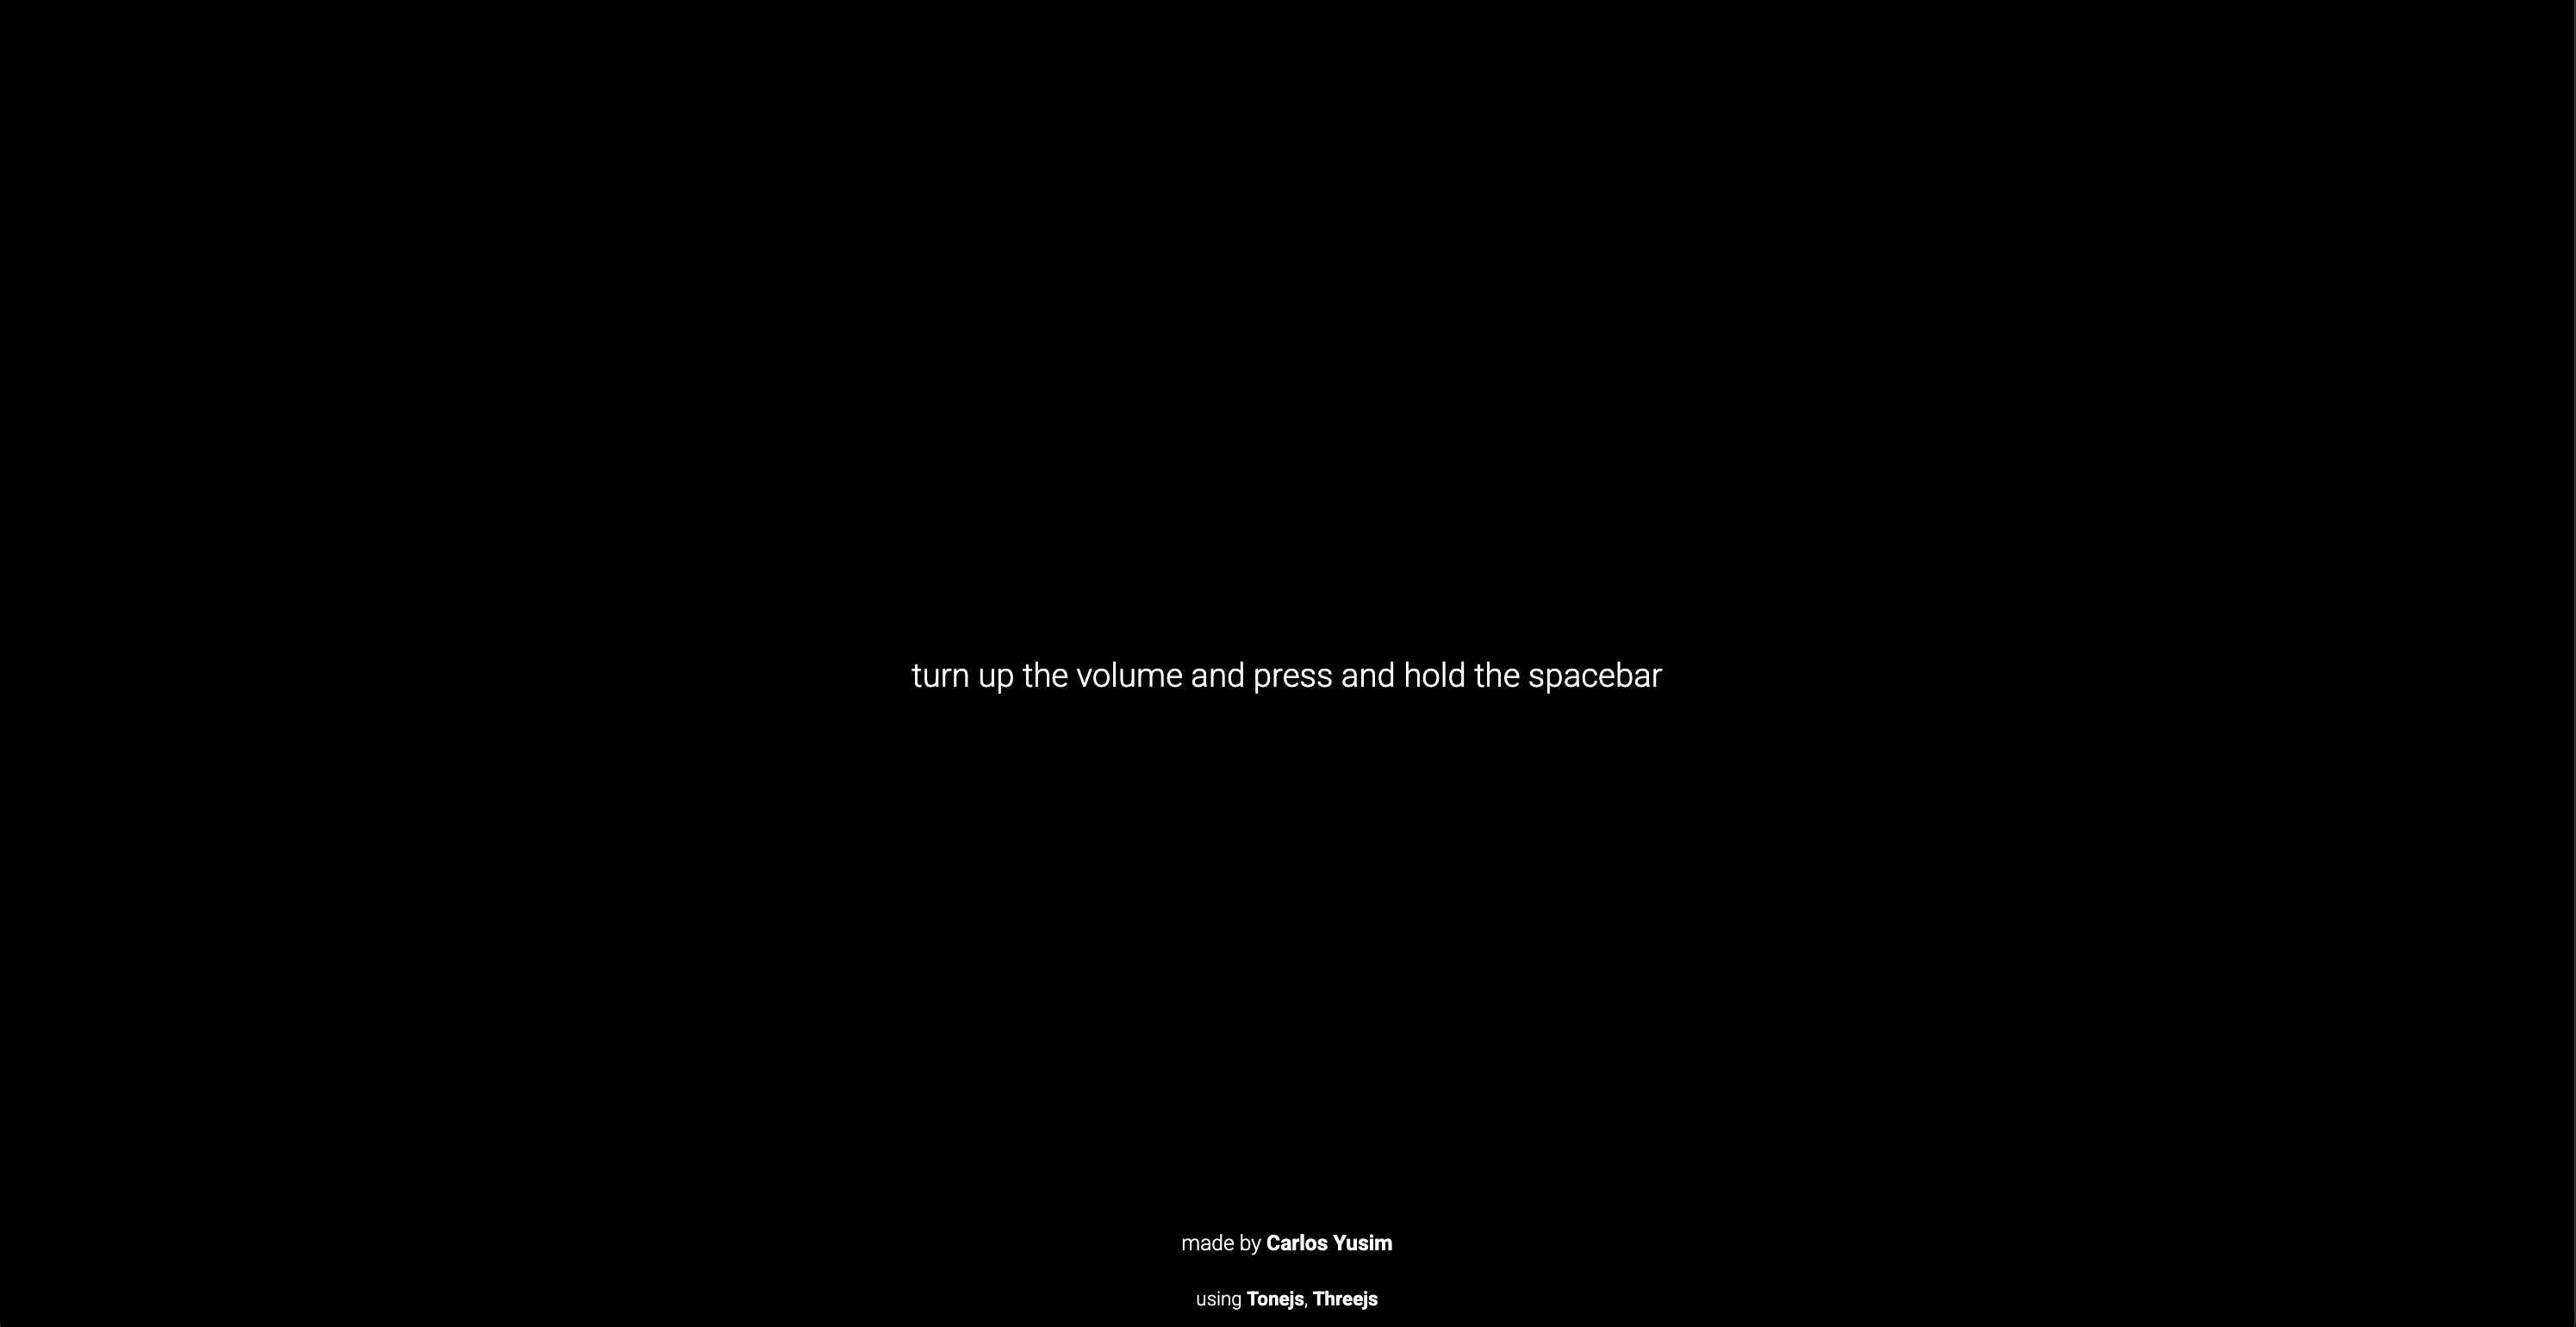 turn up the volume and press and hold the spacebar
made by Carlos Yusim
using Tonejs, Threejs